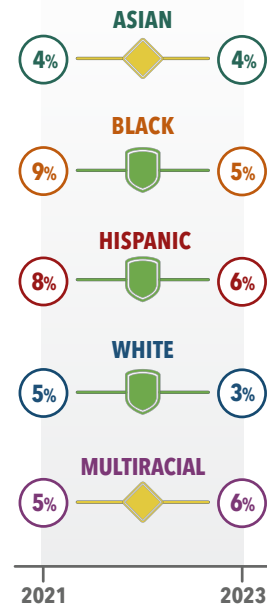 ASIAN
4% 4%
BLACK
9% 5%
HISPANIC
8% 6%
WHITE
5% 3%
MULTIRACIAL
5% 6%
2021 2023